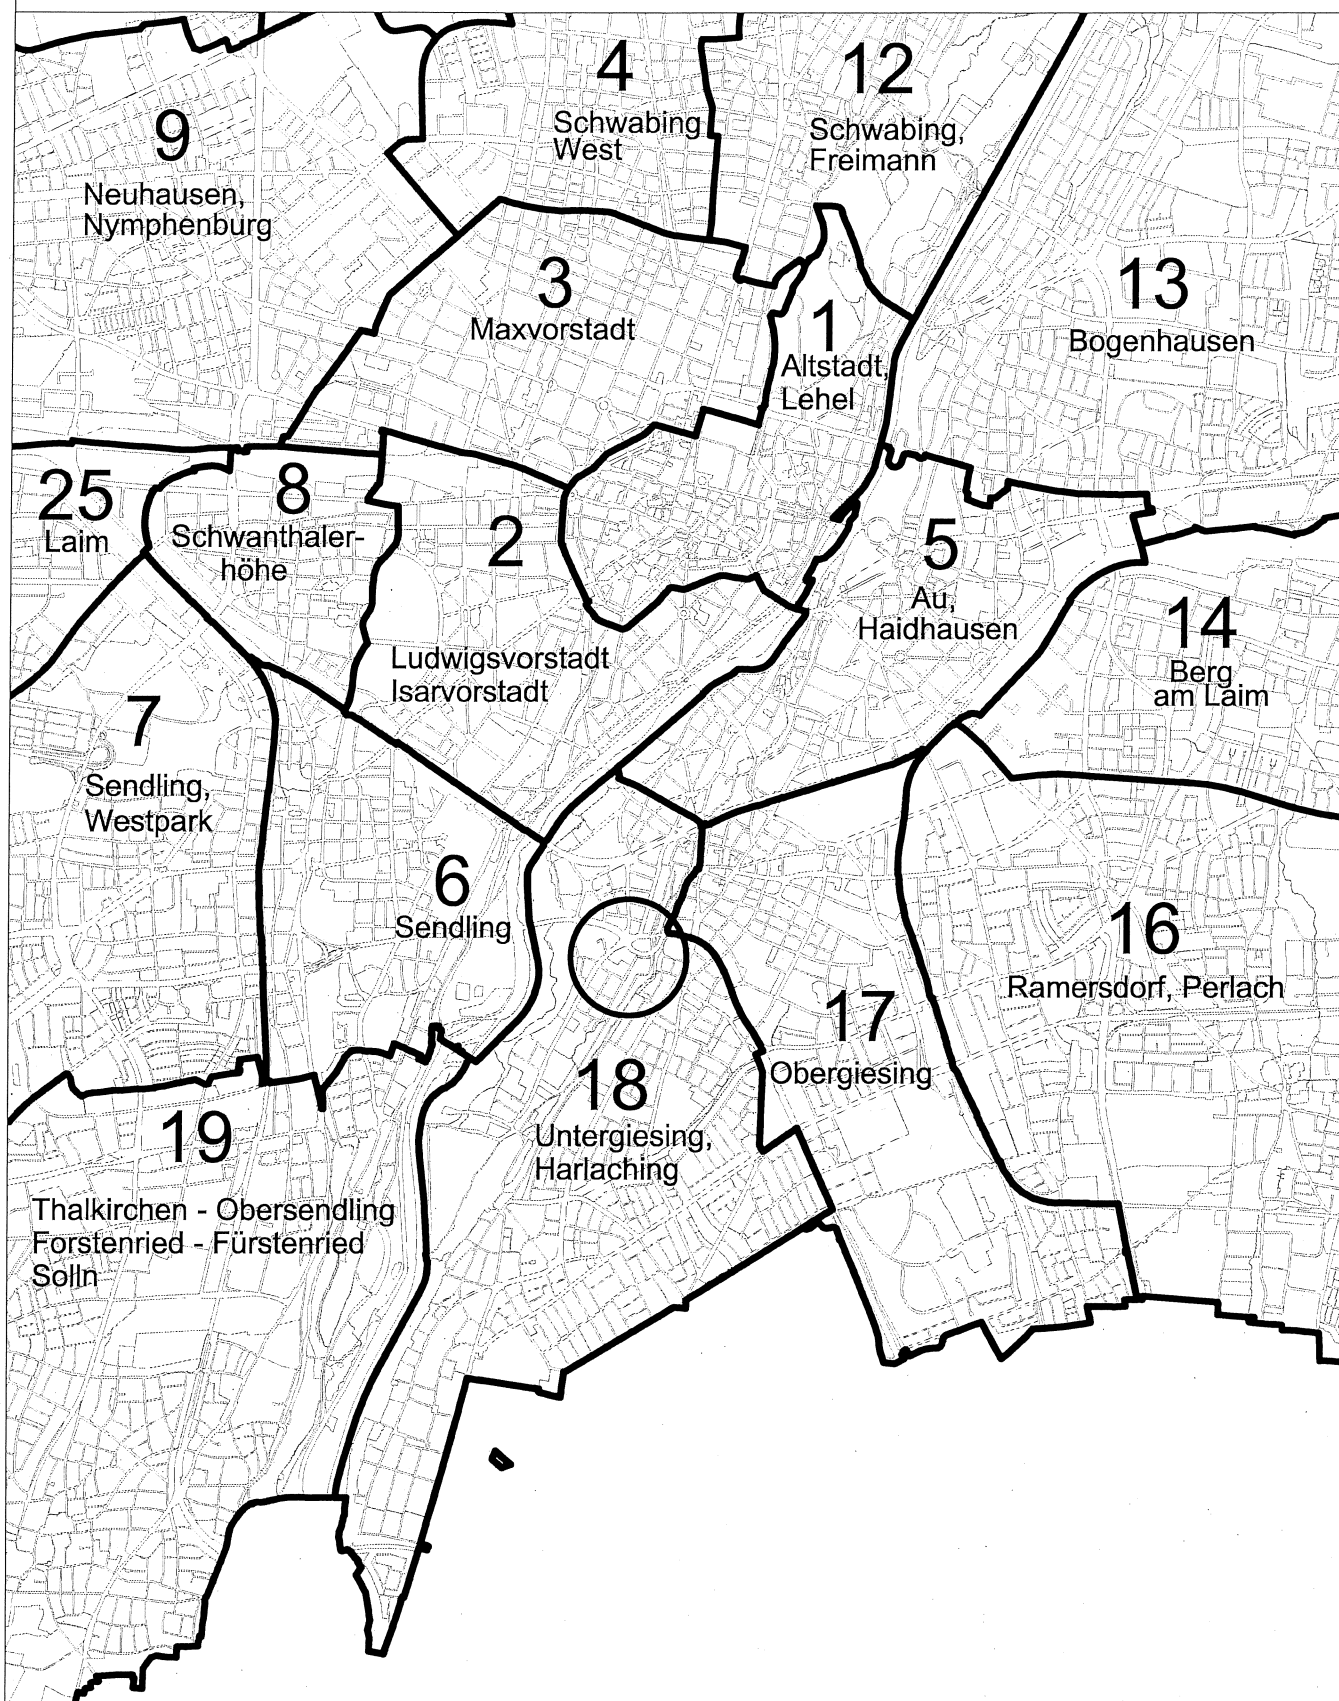 4
Schwabing
West
12
Schwabing,
Freimann
9
Neuhausen,
Nymphenburg
3
Maxvorstadt
1
Altstadt,
Lehel
13
Bogenhausen
25
Laim
8
Schwanthaler-
höhe
2
Ludwigsvorstadt
Isarvorstadt
5
Au,
Haidhausen
14
Berg
am Laim
7
Sendling,
Westpark
6
Sendling
16
Ramersdorf, Perlach
17
Obergiesing
18
Untergiesing,
Harlaching
19
Thalkirchen - Obersendling
Forstenried - Fürstenried
Solln